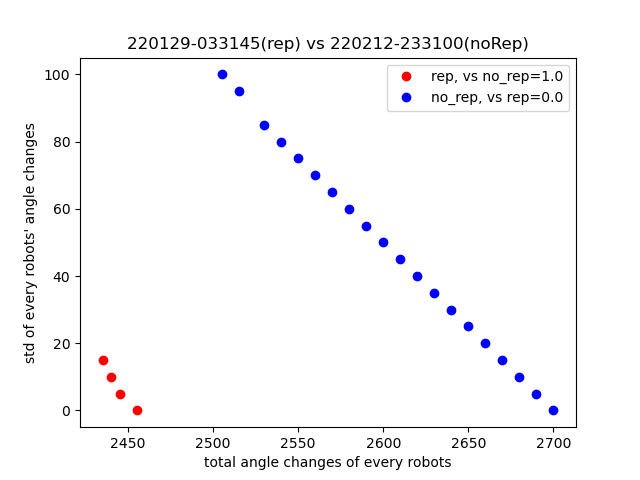 220129-033145(rep) vs 220212-233100(noRep)
rep, vs no_rep=1.0
no_rep, vs rep=0.0
100
80
60
40
20
0
std of every robots' angle changes
2450
2500
2550
2600
2650
2700
total angle changes of every robots